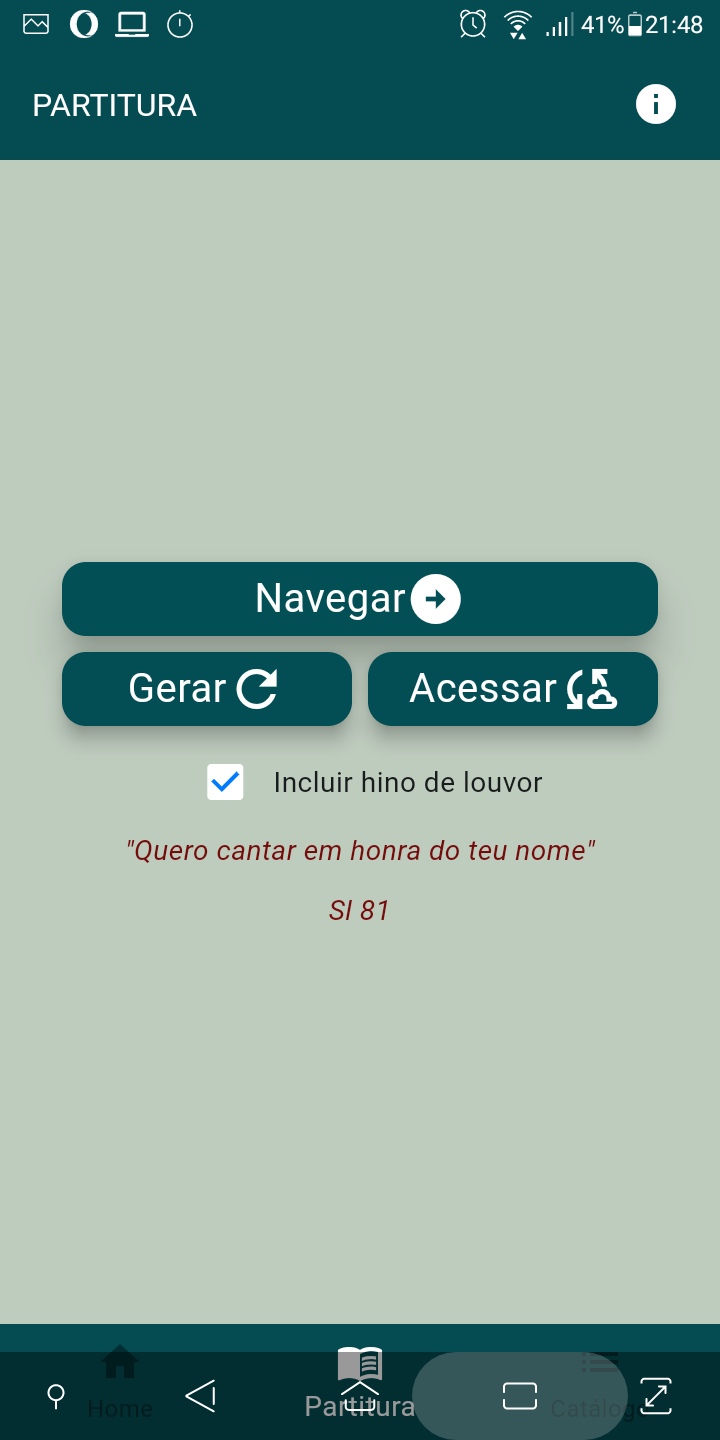 41% 21:48
PARTITURA
Navegar
Gerar
Acessar
Incluir hino de louvor
"Quero cantar em honra do teu nome"
Sl 81
Home
Partitura
Catálogo